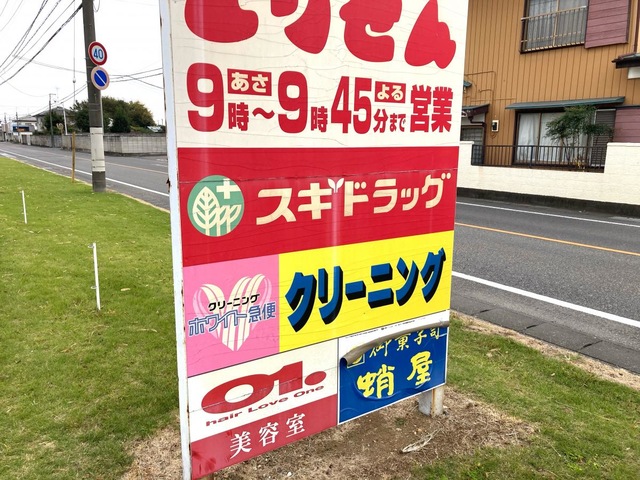 とりせん
あさ よる
9時～9時45分まで営業
スギドラッグ
クリーニング
ホワイト急便
クリーニング
01.
hair Love One
美容室
御菓子司
蛸屋
40